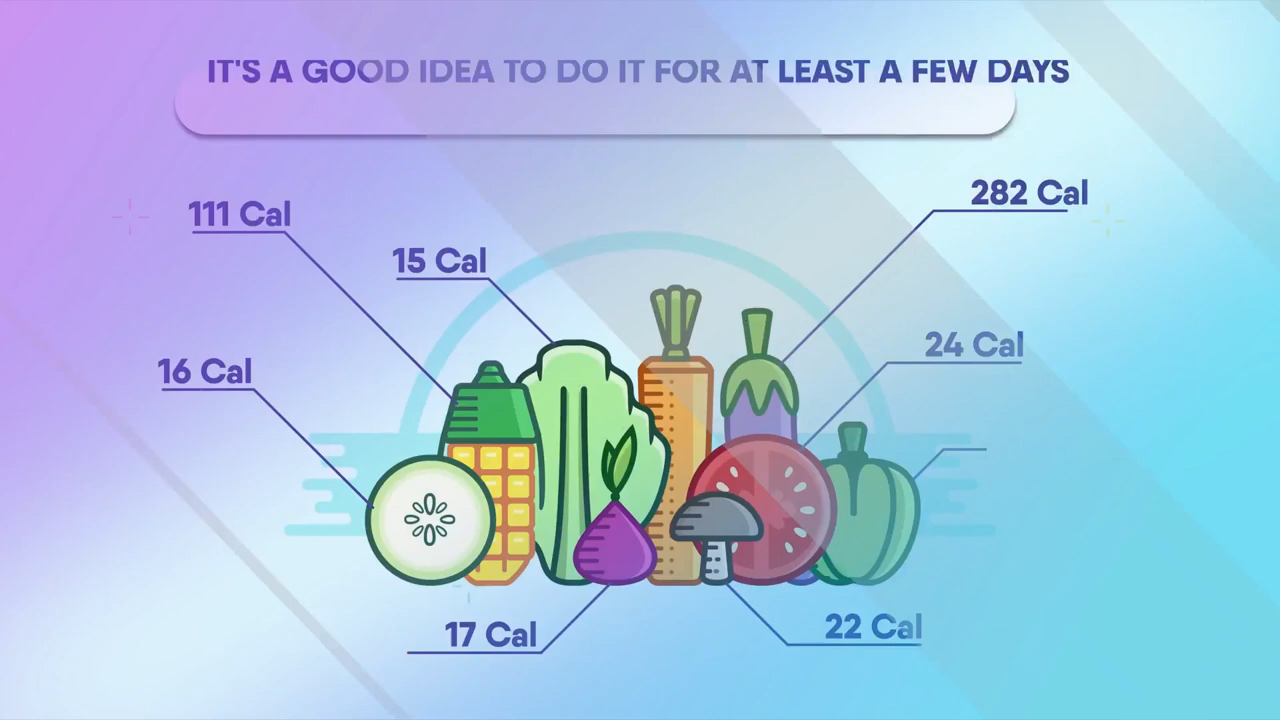 IT'S A GOOD IDEA TO DO IT FOR AT LEAST A FEW DAYS
111 Cal
15 Cal
282 Cal
16 Cal
24 Cal
17 Cal
22 Cal